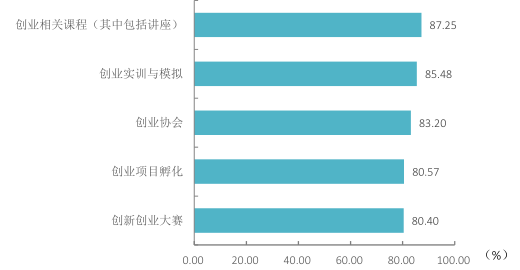 创业相关课程（其中包括讲座） 87.25
创业实训与模拟 85.48
创业协会 83.20
创业项目孵化 80.57
创新创业大赛 80.40
0.00 20.00 40.00 60.00 80.00 100.00 （%）